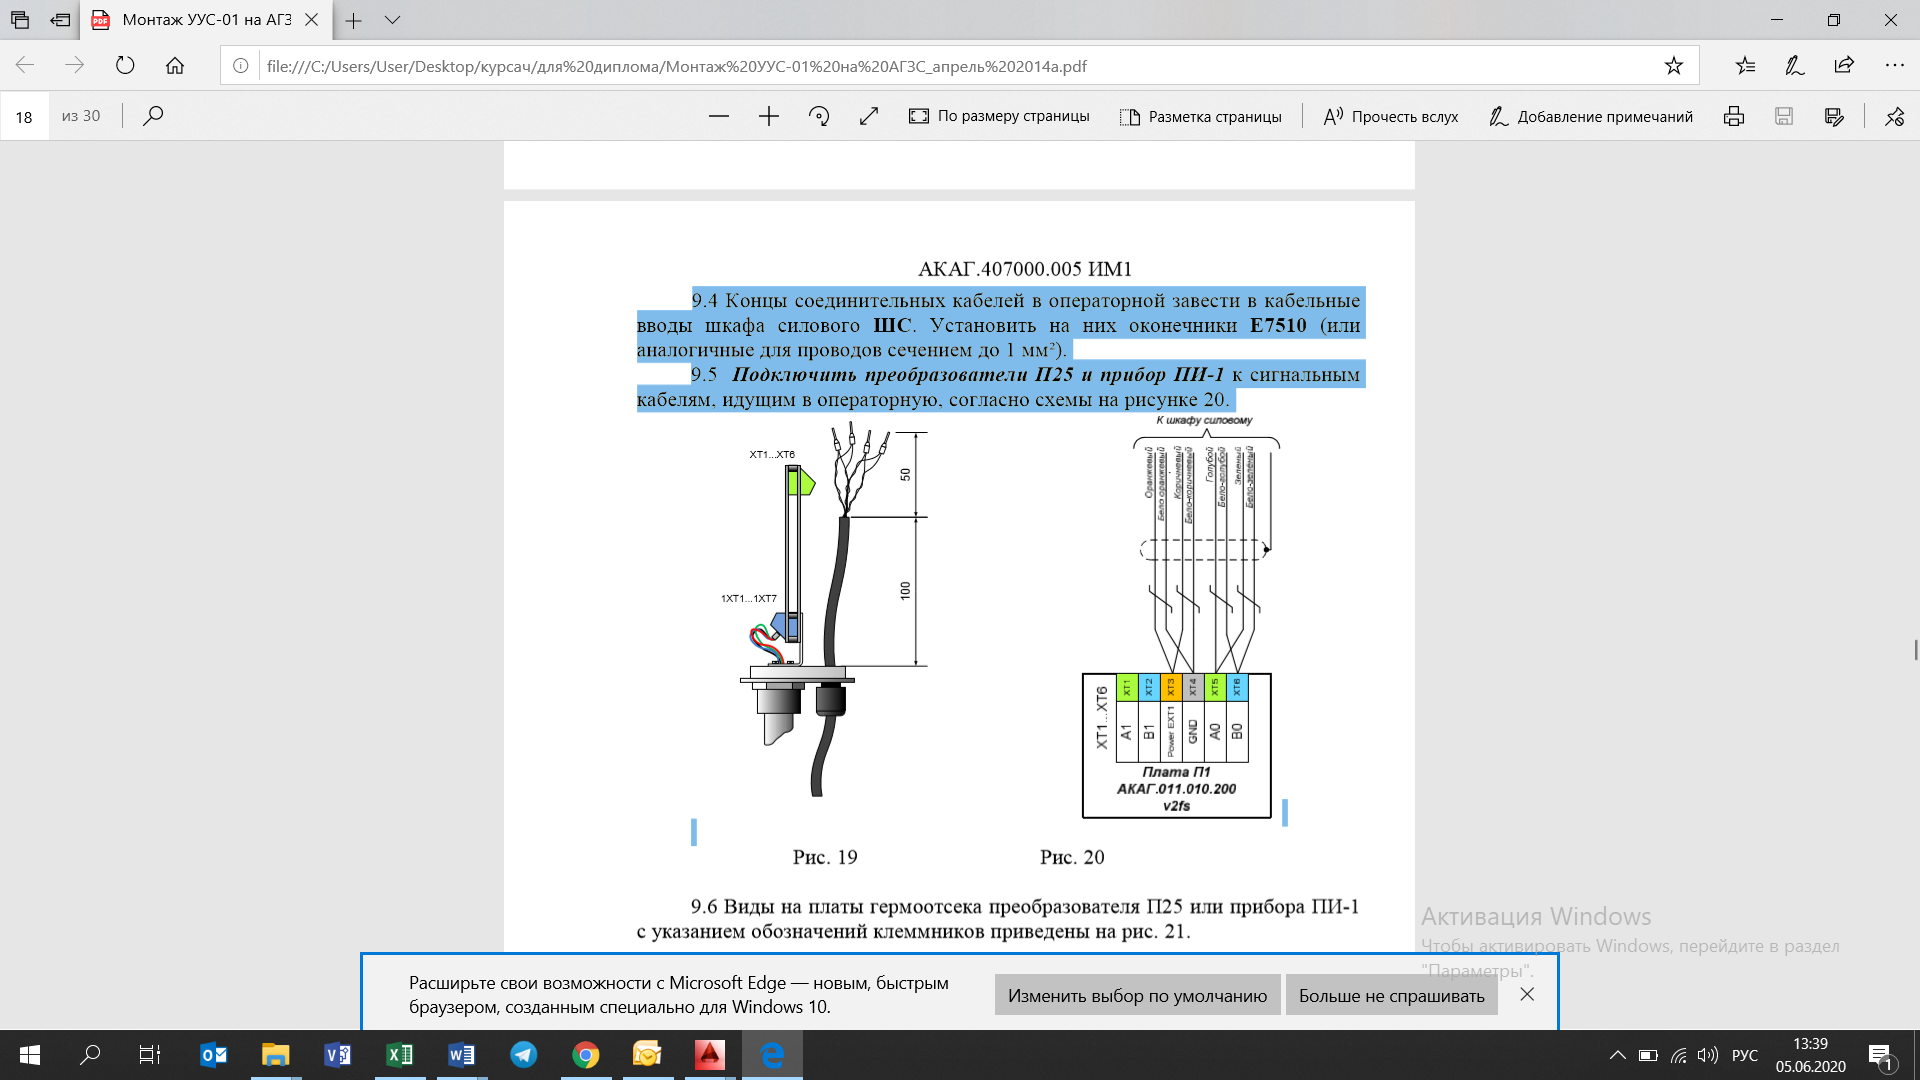 Монтаж УУС-01 на АГЗ
file:///C:/Users/User/Desktop/курсач/для%20диплома/Монтаж%20УУС-01%20на%20АГЗС_апрель%202014a.pdf
18 из 30
По размеру страницы
Разметка страницы
Прочесть вслух
Добавление примечаний
АКАГ.407000.005 ИМ1
9.4 Концы соединительных кабелей в операторной завести в кабельные
вводы шкафа силового ШС. Установить на них оконечники Е7510 (или
аналогичные для проводов сечением до 1 мм²).
9.5 Подключить преобразователи П25 и прибор ПИ-1 к сигнальным
кабелям, идущим в операторную, согласно схемы на рисунке 20.
XT1...XT6
50
100
1XT1...1XT7
К шкафу силовому
Оранжевый
Бело-оранжевый
Коричневый
Бело-коричневый
Голубой
Бело-голубой
Зеленый
Бело-зеленый
XT1...XT6
XT1
XT2
XT3
XT4
XT5
XT6
A1
B1
Power EXT1
GND
A0
B0
Плата П1
АКАГ.011.010.200
v2fs
Рис. 19
Рис. 20
9.6 Виды на платы гермоотсека преобразователя П25 или прибора ПИ-1
с указанием обозначений клеммников приведены на рис. 21.
Активация Windows
Чтобы активировать Windows, перейдите в раздел
"Параметры".
Расширьте свои возможности с Microsoft Edge — новым, быстрым
браузером, созданным специально для Windows 10.
Изменить выбор по умолчанию
Больше не спрашивать
РУС
13:39
05.06.2020
1